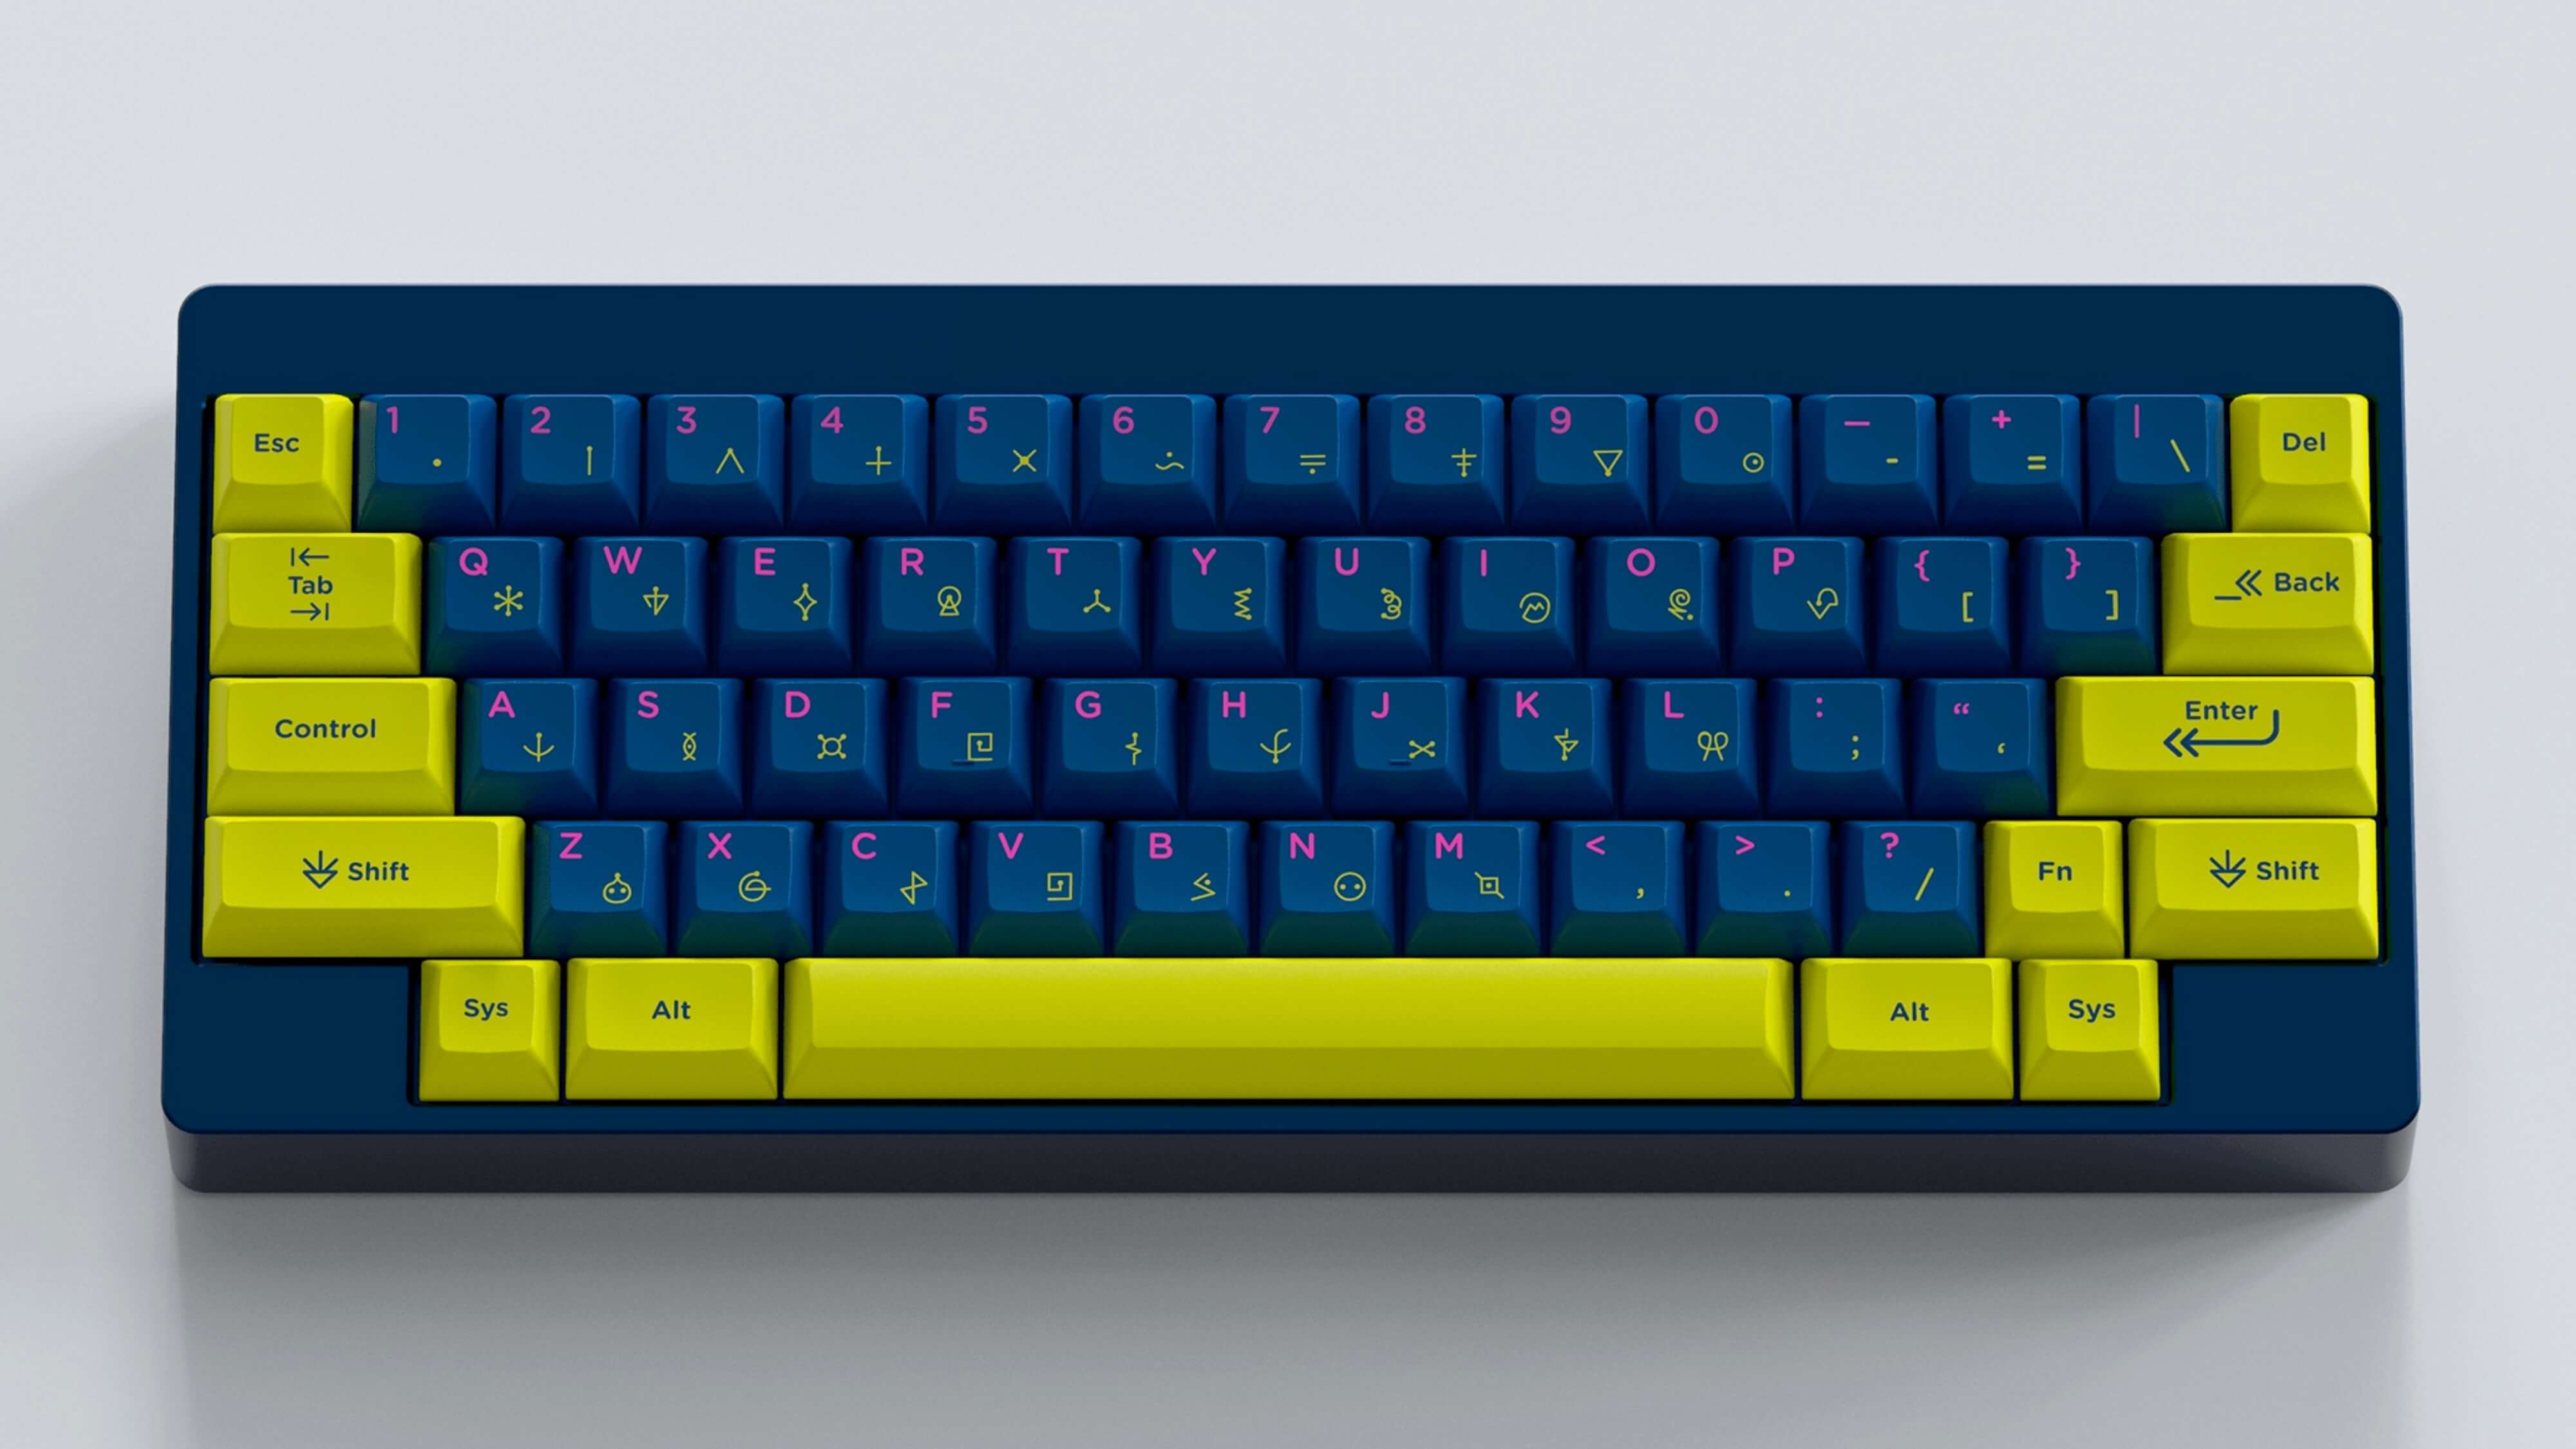 Esc 1 . 2 3 4 5 6 7 8 9 0 — - + = | \ Del
Tab Q W E R T Y U I O P { [ } ] Back
Control A S D F G H J K L : ; “ ‘ Enter
Shift Z X C V B N M < , > . ? / Fn Shift
Sys Alt Alt Sys